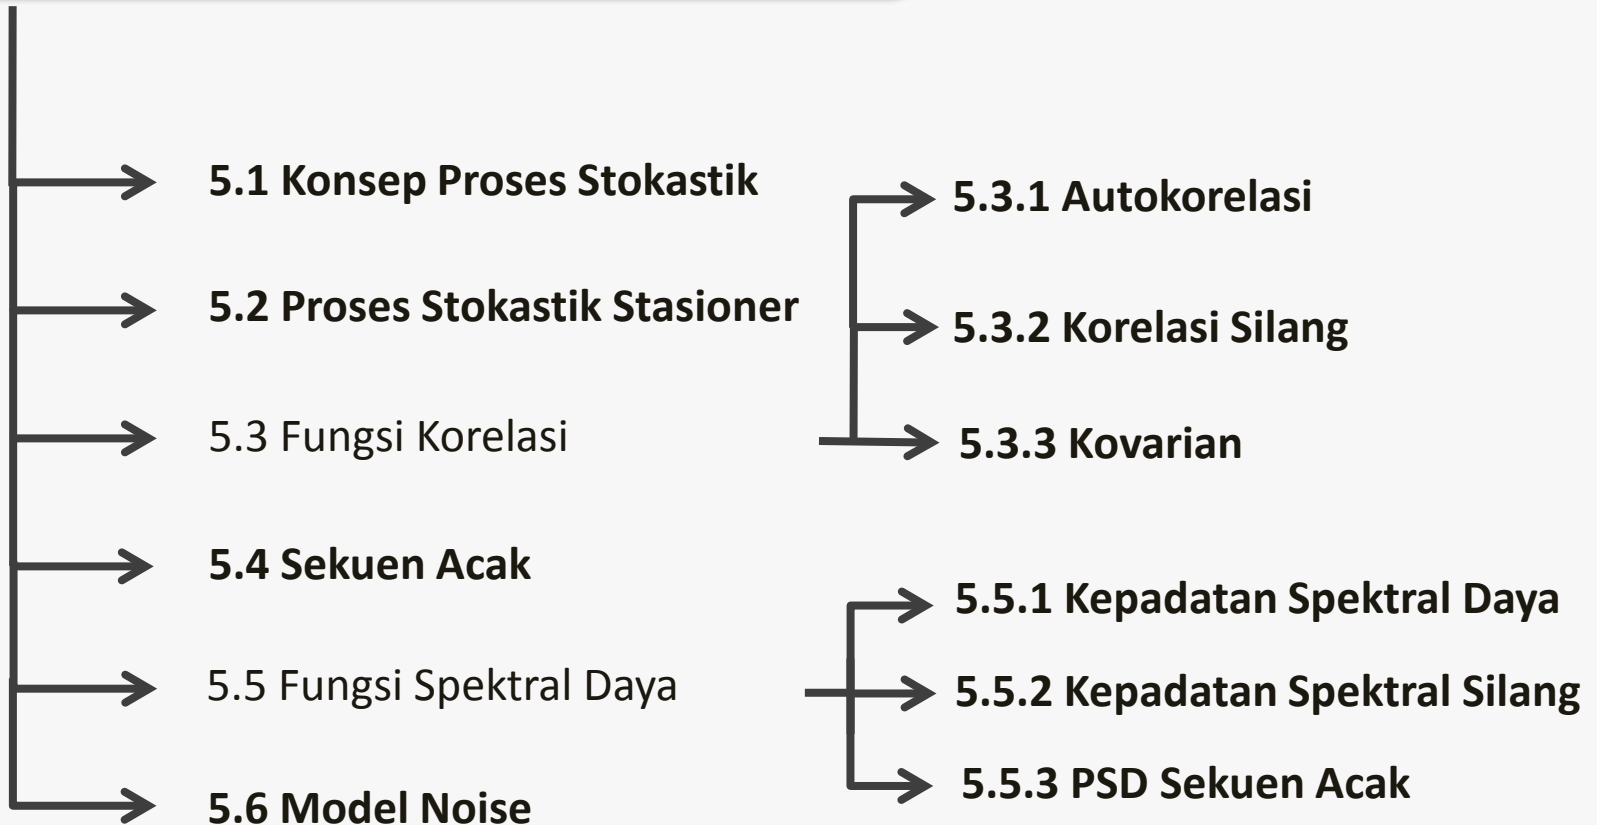 5.1 Konsep Proses Stokastik
5.2 Proses Stokastik Stasioner
5.3 Fungsi Korelasi
5.3.1 Autokorelasi
5.3.2 Korelasi Silang
5.3.3 Kovarian
5.4 Sekuen Acak
5.5 Fungsi Spektral Daya
5.5.1 Kepadatan Spektral Daya
5.5.2 Kepadatan Spektral Silang
5.5.3 PSD Sekuen Acak
5.6 Model Noise